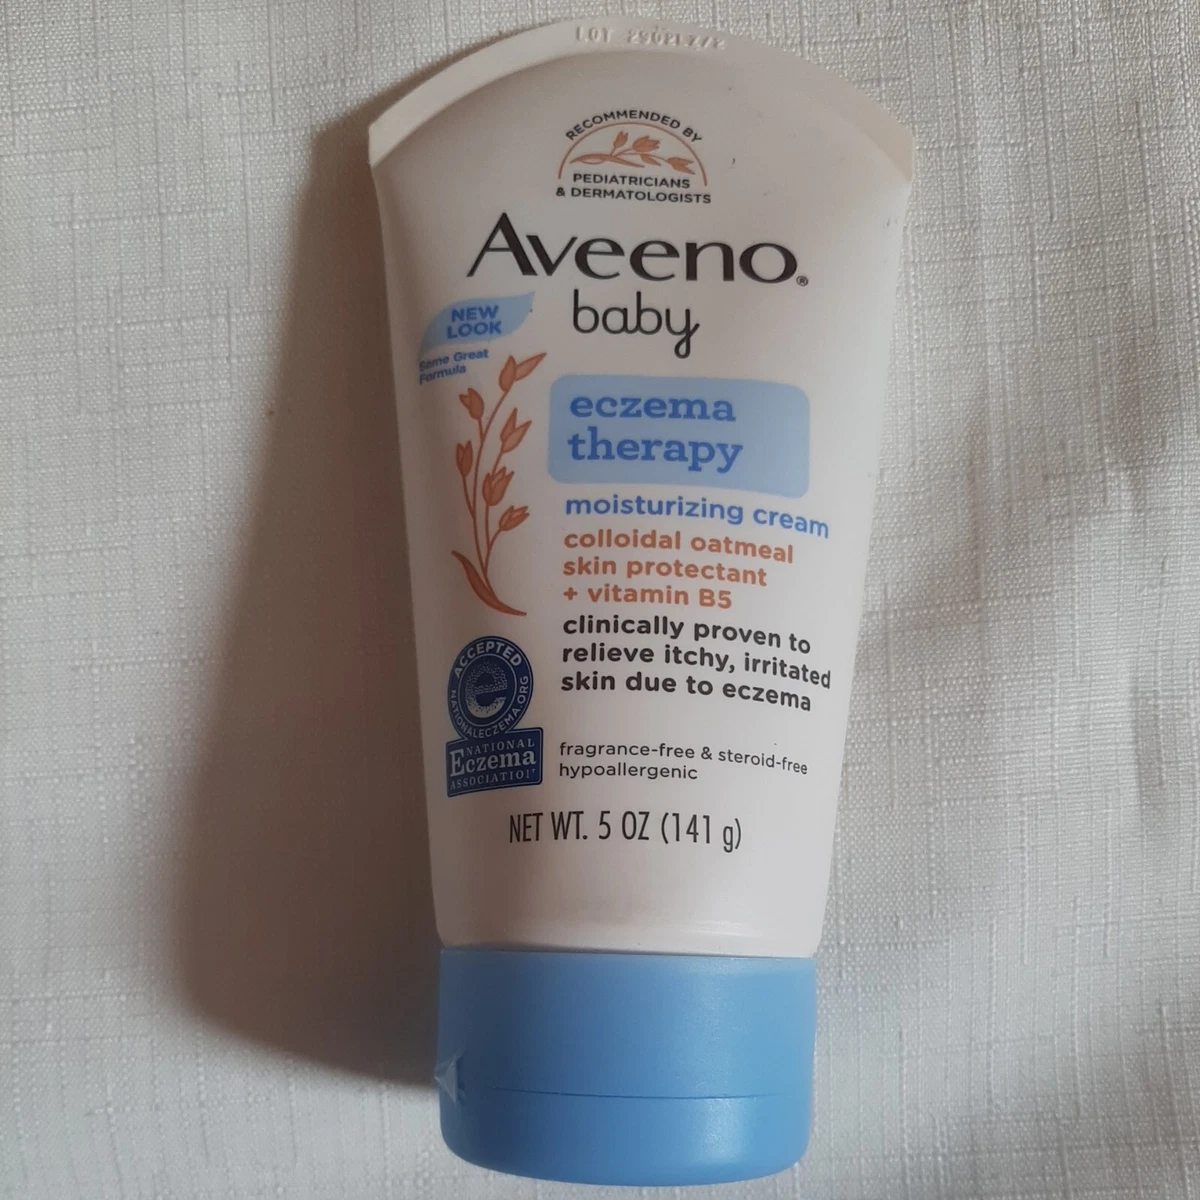 LOT
RECOMMENDED BY
PEDIATRICIANS
& DERMATOLOGISTS
Aveeno®
baby
NEW
LOOK
Same Great
Formula
eczema
therapy
moisturizing cream
colloidal oatmeal
skin protectant
+ vitamin B5
clinically proven to
relieve itchy, irritated
skin due to eczema
ACCEPTED
e
NATIONALECZEMA.ORG
NATIONAL
Eczema
ASSOCIATION
fragrance-free & steroid-free
hypoallergenic
NET WT. 5 OZ (141 g)